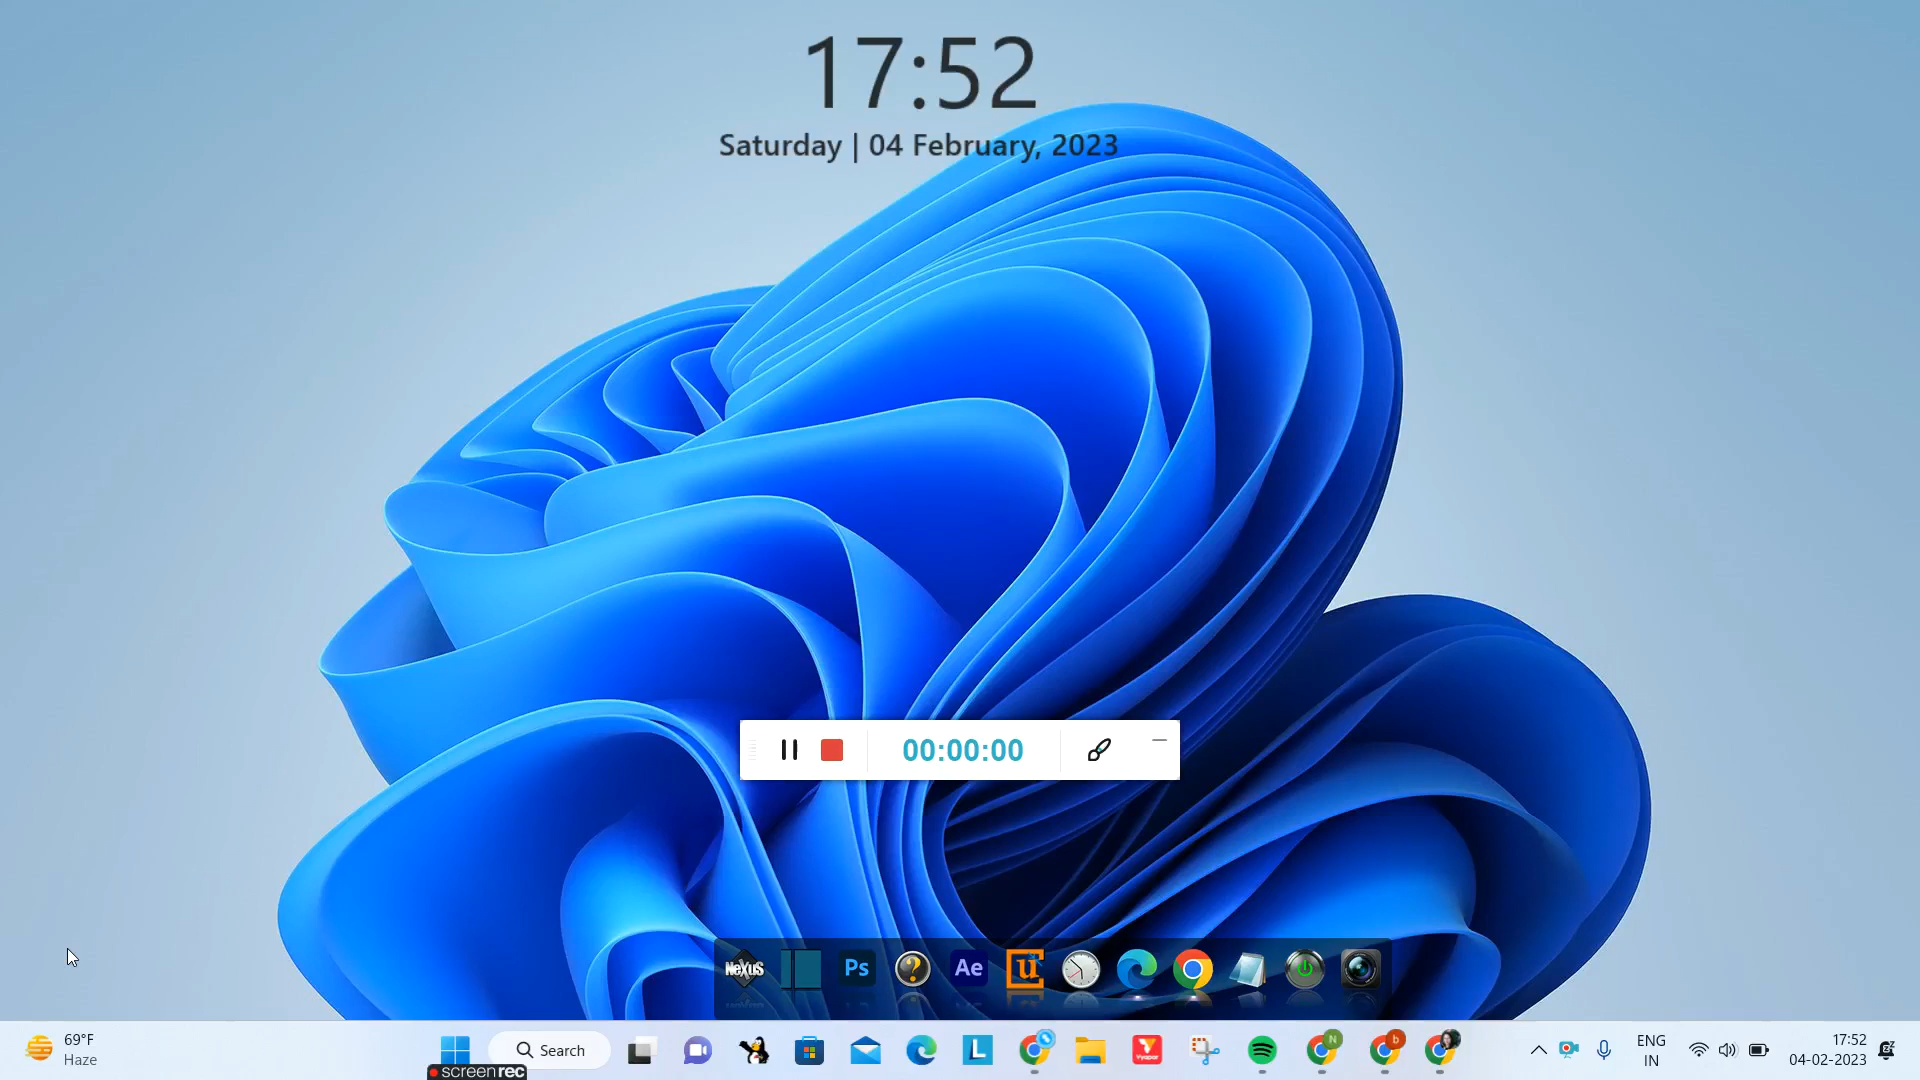 17:52
Saturday | 04 February, 2023
00:00:00
NeXuS
Ps
?
Ae
u
69°F
Haze
Search
L
Vyapar
N
b
ENG
IN
17:52
04-02-2023
screenrec